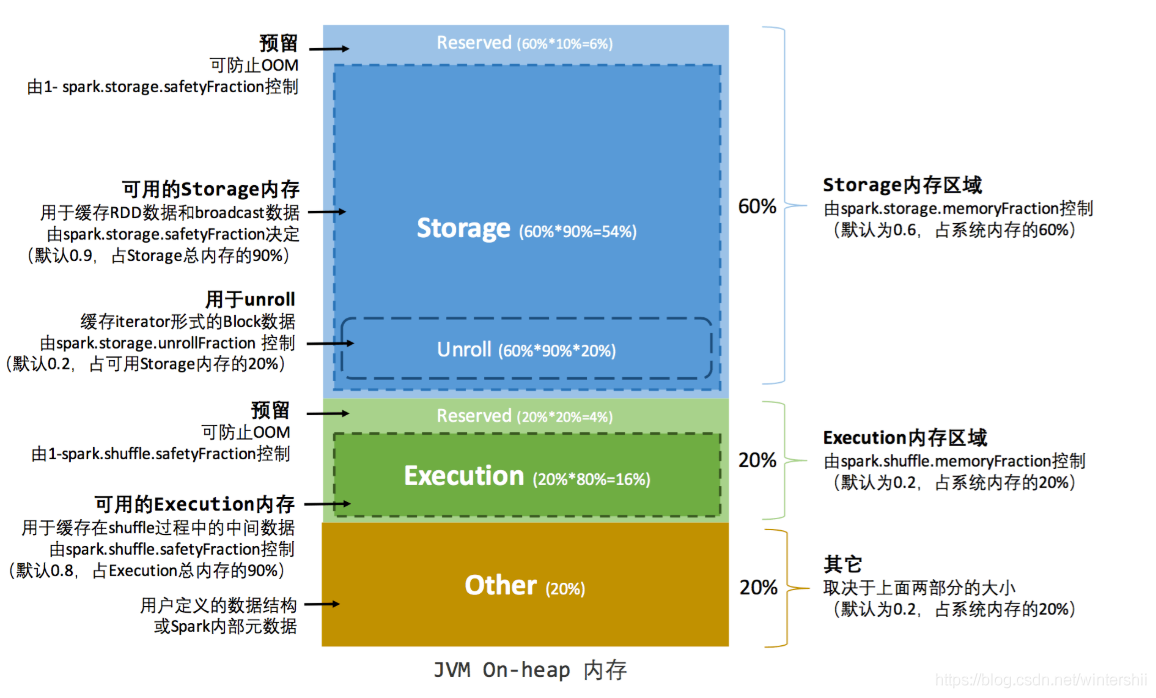 预留
可防止OOM
由1- spark.storage.safetyFraction控制
可用的Storage内存
用于缓存RDD数据和broadcast数据
由spark.storage.safetyFraction决定
（默认0.9，占Storage总内存的90%）
用于unroll
缓存iterator形式的Block数据
由spark.storage.unrollFraction 控制
（默认0.2，占可用Storage内存的20%）
预留
可防止OOM
由1-spark.shuffle.safetyFraction控制
可用的Execution内存
用于缓存在shuffle过程中的中间数据
由spark.shuffle.safetyFraction控制
（默认0.8，占Execution总内存的90%）
用户定义的数据结构
或Spark内部元数据
Reserved (60%*10%=6%)
Storage (60%*90%=54%)
Unroll (60%*90%*20%)
Reserved (20%*20%=4%)
Execution (20%*80%=16%)
Other (20%)
60%
Storage内存区域
由spark.storage.memoryFraction控制
（默认为0.6，占系统内存的60%）
20%
Execution内存区域
由spark.shuffle.memoryFraction控制
（默认为0.2，占系统内存的20%）
20%
其它
取决于上面两部分的大小
（默认为0.2，占系统内存的20%）
JVM On-heap 内存
https://blog.csdn.net/wintershii